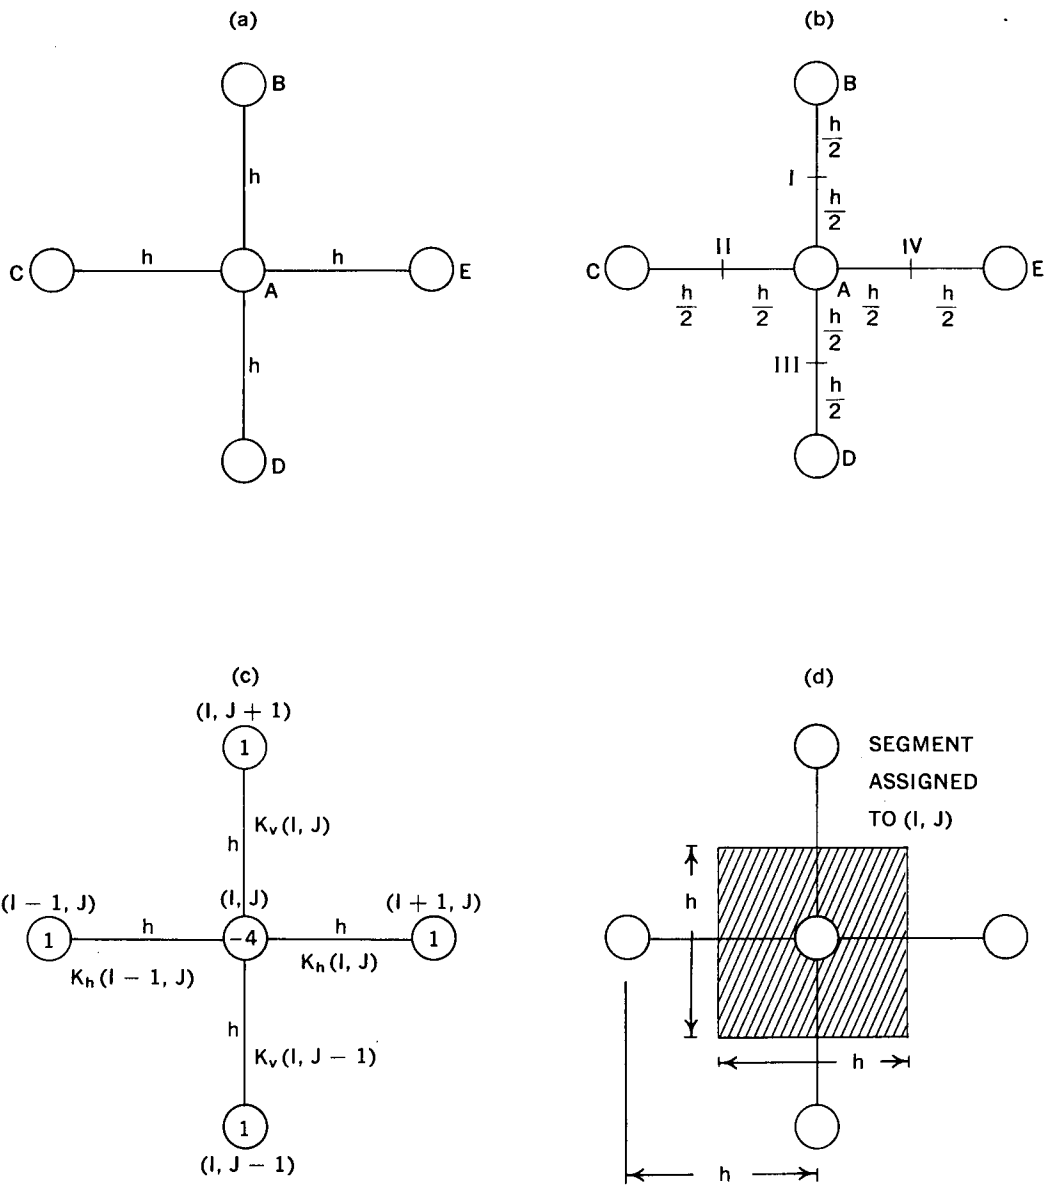 (a)
B
h
C
h
h
E
A
h
D
(b)
B
h/2
I
h/2
II
IV
C
A
E
h/2
h/2
h/2
h/2
h/2
III
h/2
D
(c)
(I, J + 1)
1
Kᵥ(I, J)
h
(I − 1, J)
(I, J)
(I + 1, J)
1
h
−4
h
1
Kₕ(I − 1, J)
Kₕ(I, J)
h
Kᵥ(I, J − 1)
1
(I, J − 1)
(d)
SEGMENT
ASSIGNED
TO (I, J)
h
h
h